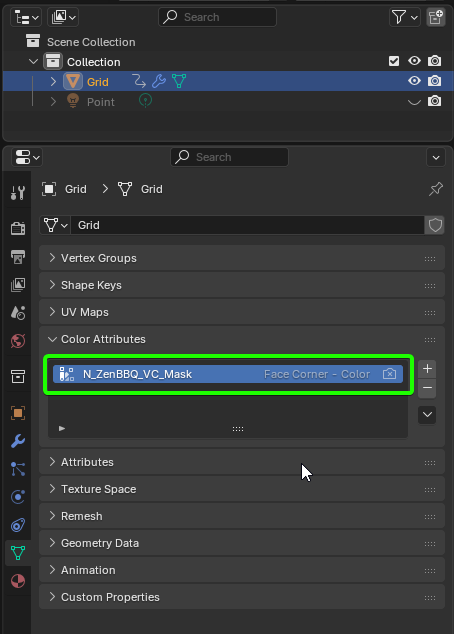 Search
Scene Collection
Collection
Grid
Point
Search
Grid Grid
Grid
Vertex Groups
Shape Keys
UV Maps
Color Attributes
N_ZenBBQ_VC_Mask Face Corner - Color
Attributes
Texture Space
Remesh
Geometry Data
Animation
Custom Properties